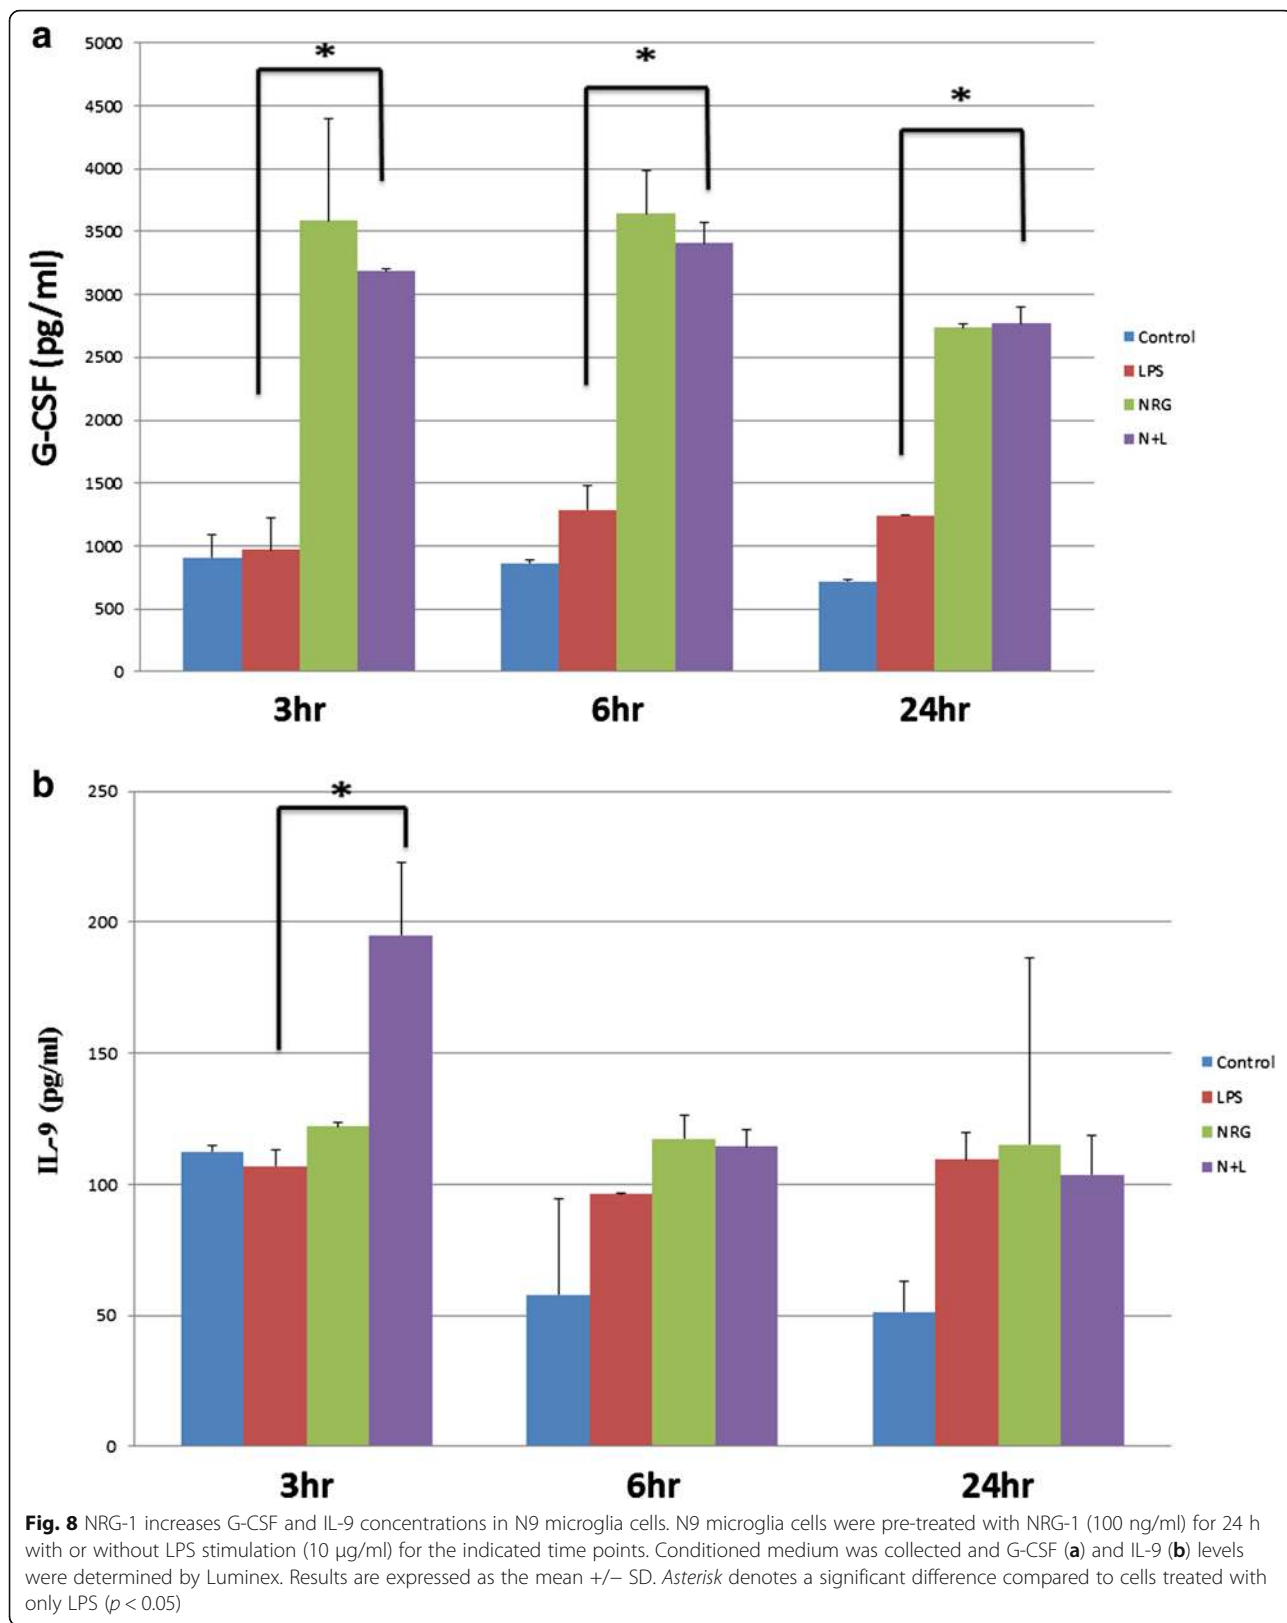 a
5000
4500
4000
3500
3000
2500
2000
1500
1000
500
0
G-CSF (pg/ml)
*
*
*
3hr
6hr
24hr
Control
LPS
NRG
N+L
b
250
200
150
100
50
0
IL-9 (pg/ml)
*
3hr
6hr
24hr
Control
LPS
NRG
N+L
Fig. 8 NRG-1 increases G-CSF and IL-9 concentrations in N9 microglia cells. N9 microglia cells were pre-treated with NRG-1 (100 ng/ml) for 24 h
with or without LPS stimulation (10 μg/ml) for the indicated time points. Conditioned medium was collected and G-CSF (a) and IL-9 (b) levels
were determined by Luminex. Results are expressed as the mean +/− SD. Asterisk denotes a significant difference compared to cells treated with
only LPS (p < 0.05)